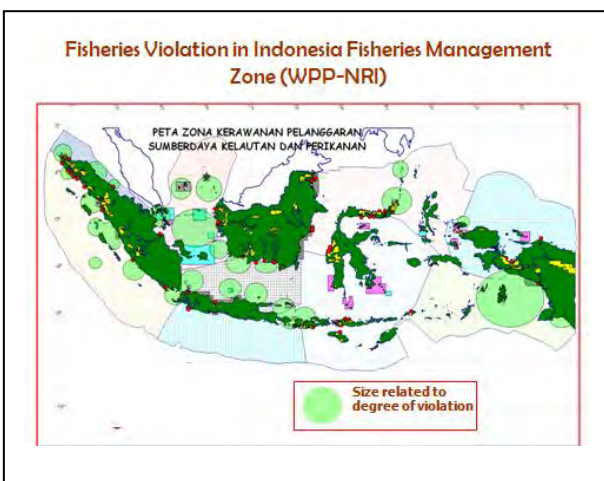 Fisheries Violation in Indonesia Fisheries Management
Zone (WPP-NRI)
PETA ZONA KERAWANAN PELANGGARAN
SUMBERDAYA KELAUTAN DAN PERIKANAN
Size related to
degree of violation